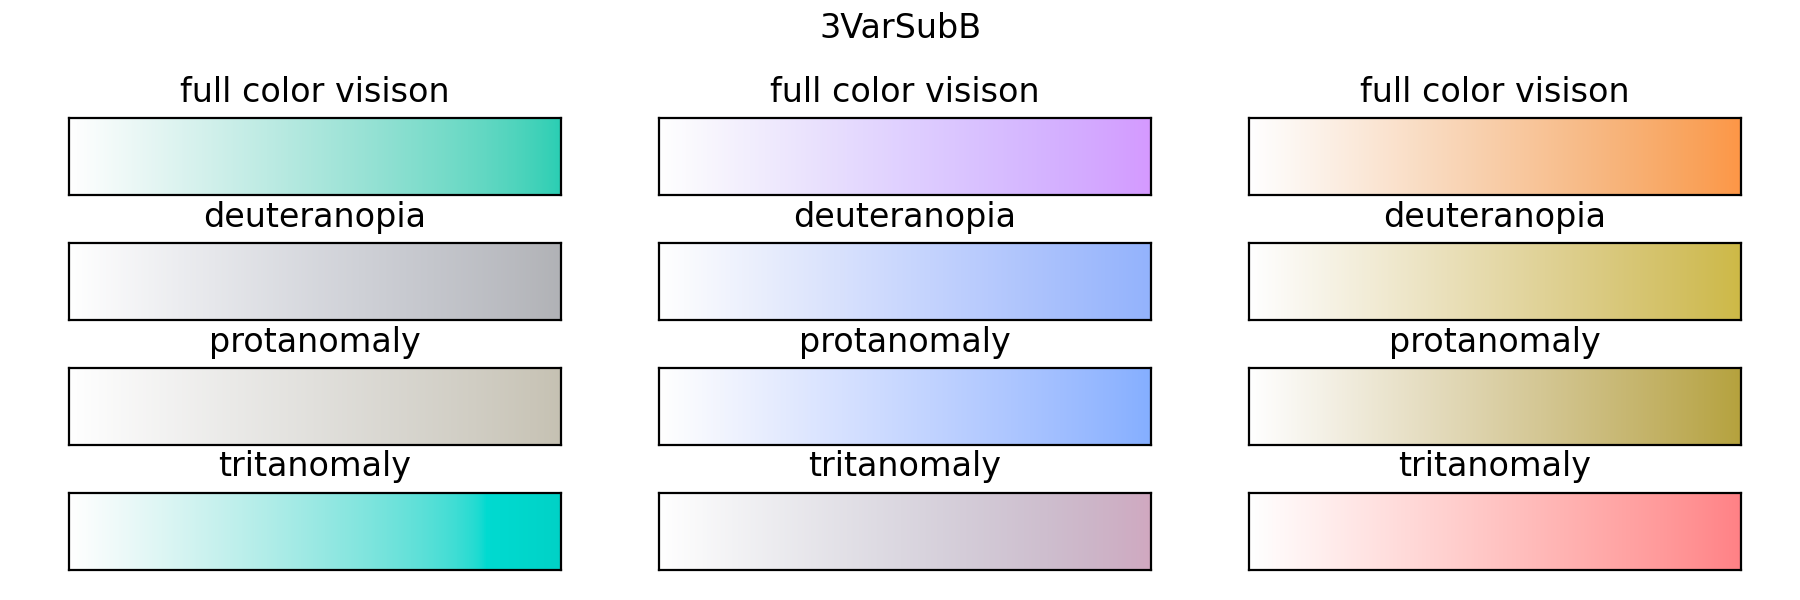 3VarSubB
full color visison
full color visison
full color visison
deuteranopia
deuteranopia
deuteranopia
protanomaly
protanomaly
protanomaly
tritanomaly
tritanomaly
tritanomaly